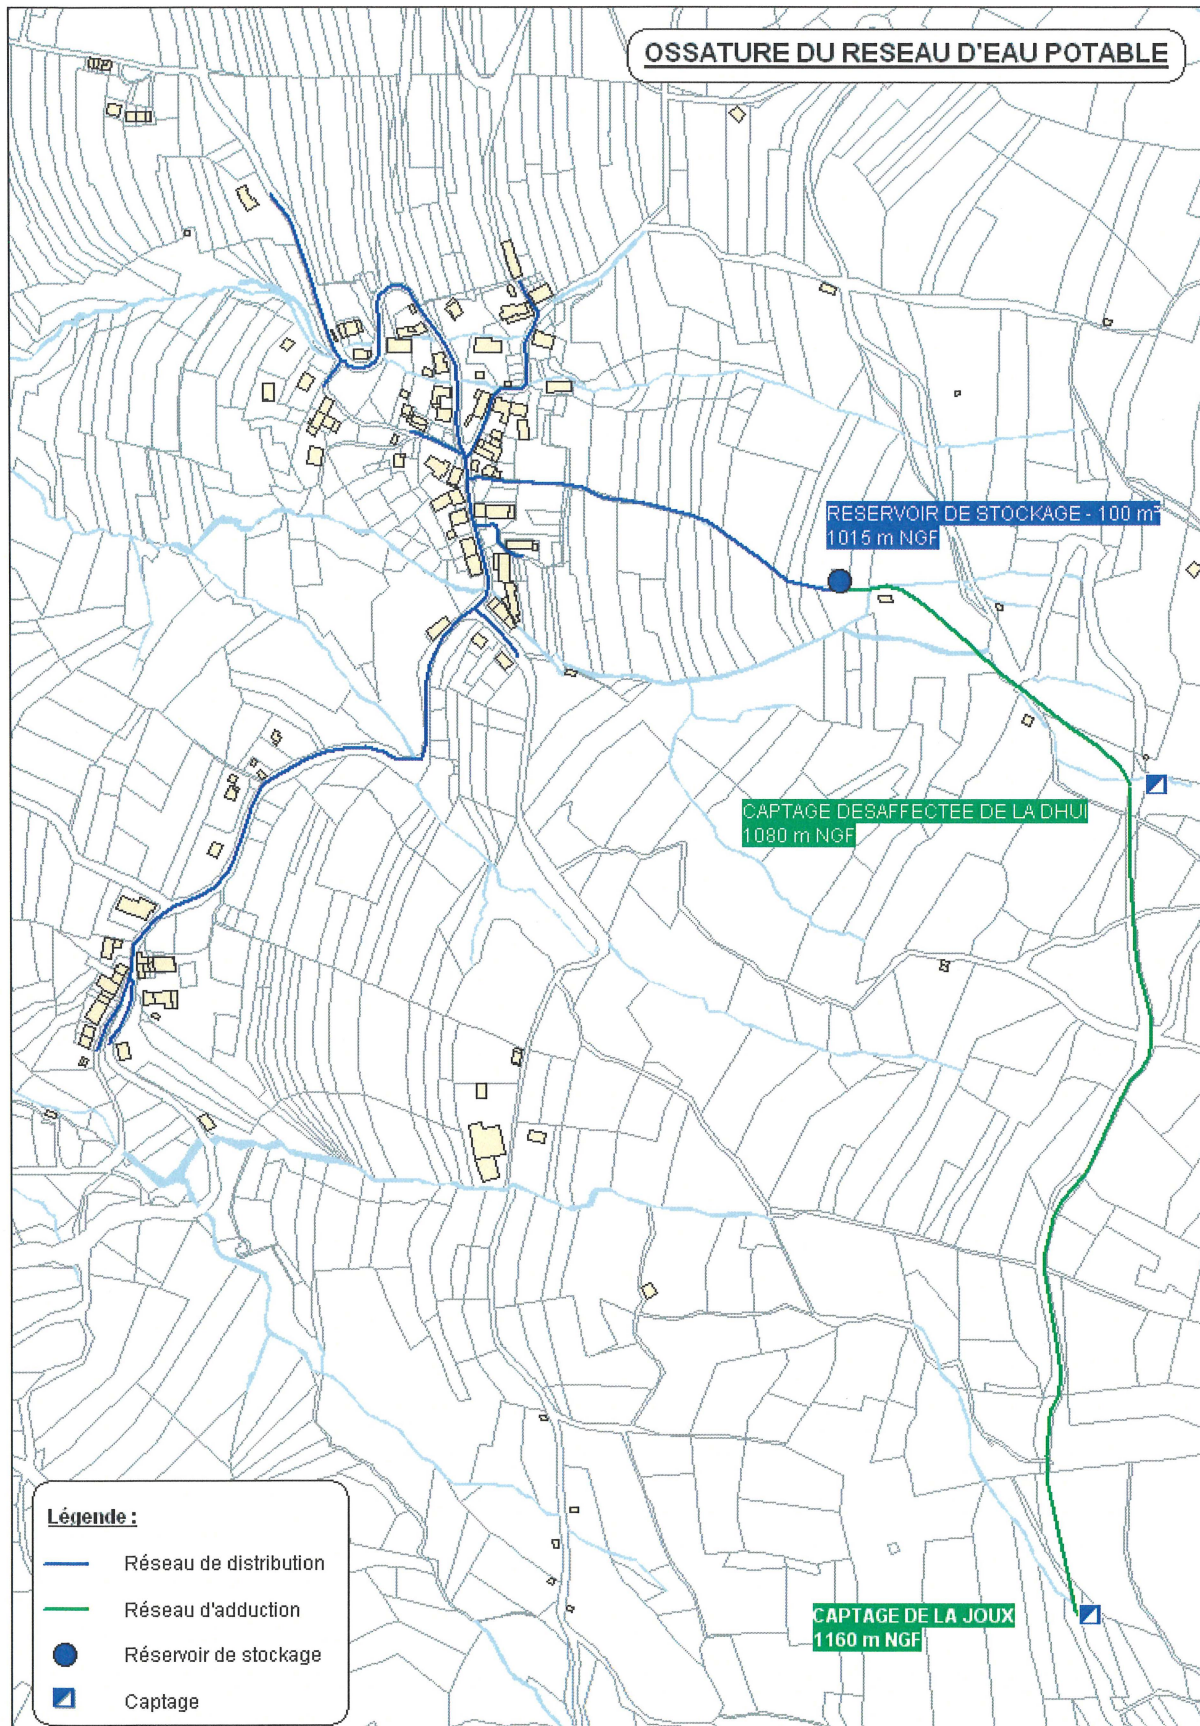 OSSATURE DU RESEAU D'EAU POTABLE
RESERVOIR DE STOCKAGE - 100 m³
1015 m NGF
CAPTAGE DESAFFECTEE DE LA DHUI
1080 m NGF
CAPTAGE DE LA JOUX
1160 m NGF
Légende :
Réseau de distribution
Réseau d'adduction
Réservoir de stockage
Captage